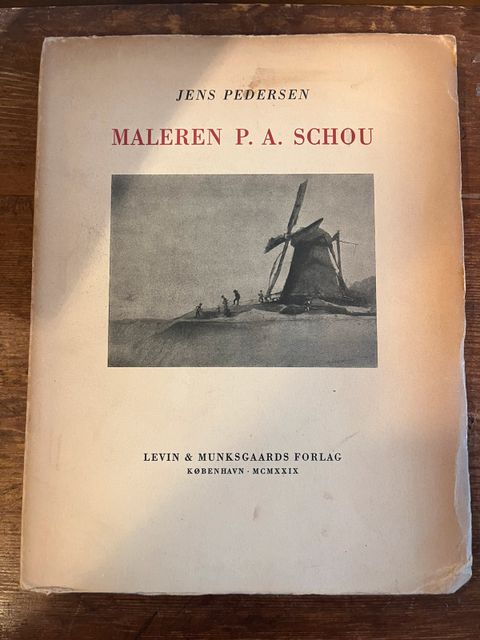 JENS PEDERSEN
MALEREN P. A. SCHOU
LEVIN & MUNKSGAARDS FORLAG
KØBENHAVN · MCMXXIX